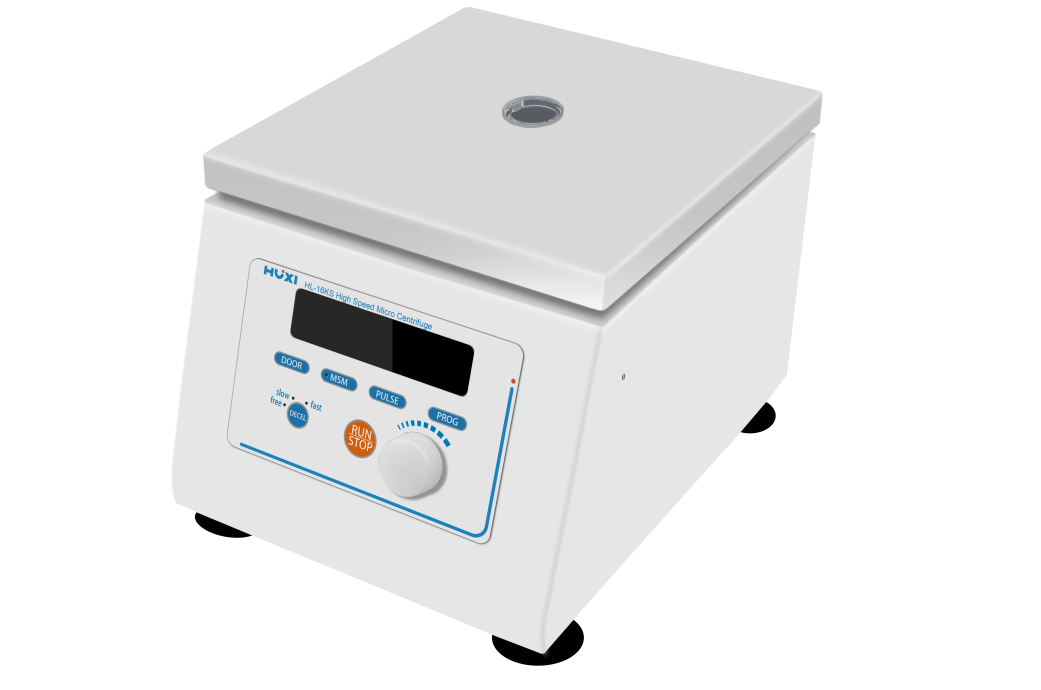 HUXI HL-16KS High Speed Micro Centrifuge
DOOR MSM PULSE PROG
slow
free fast
DECEL
RUN
STOP